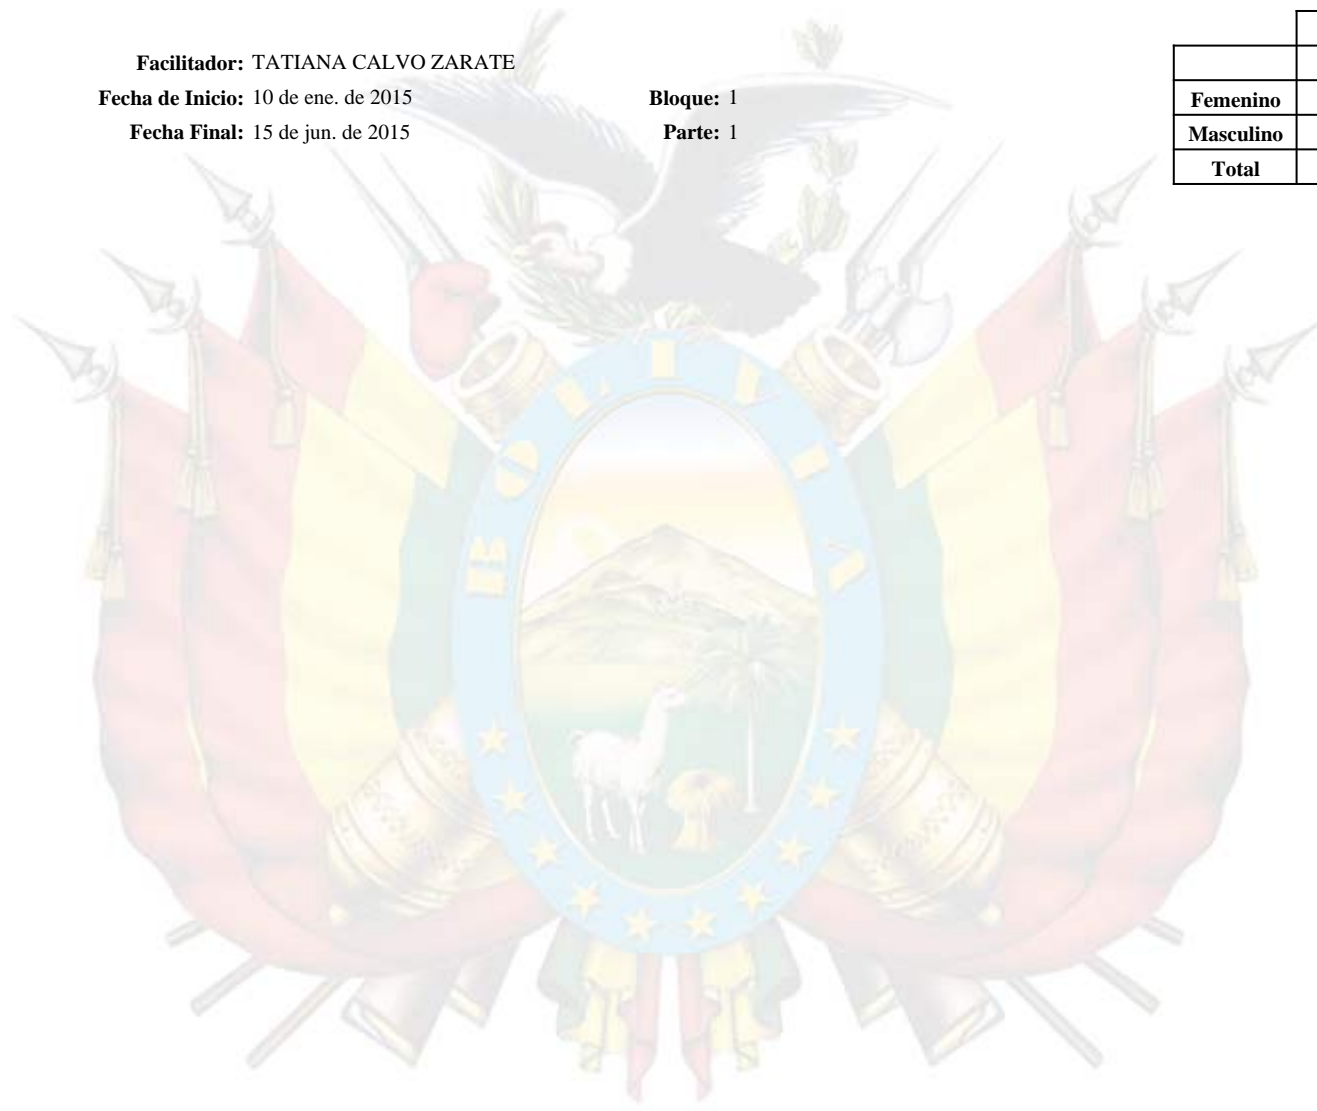 Facilitador: TATIANA CALVO ZARATE
Fecha de Inicio: 10 de ene. de 2015 Bloque: 1
Fecha Final: 15 de jun. de 2015 Parte: 1
Femenino
Masculino
Total
BOLIVIA